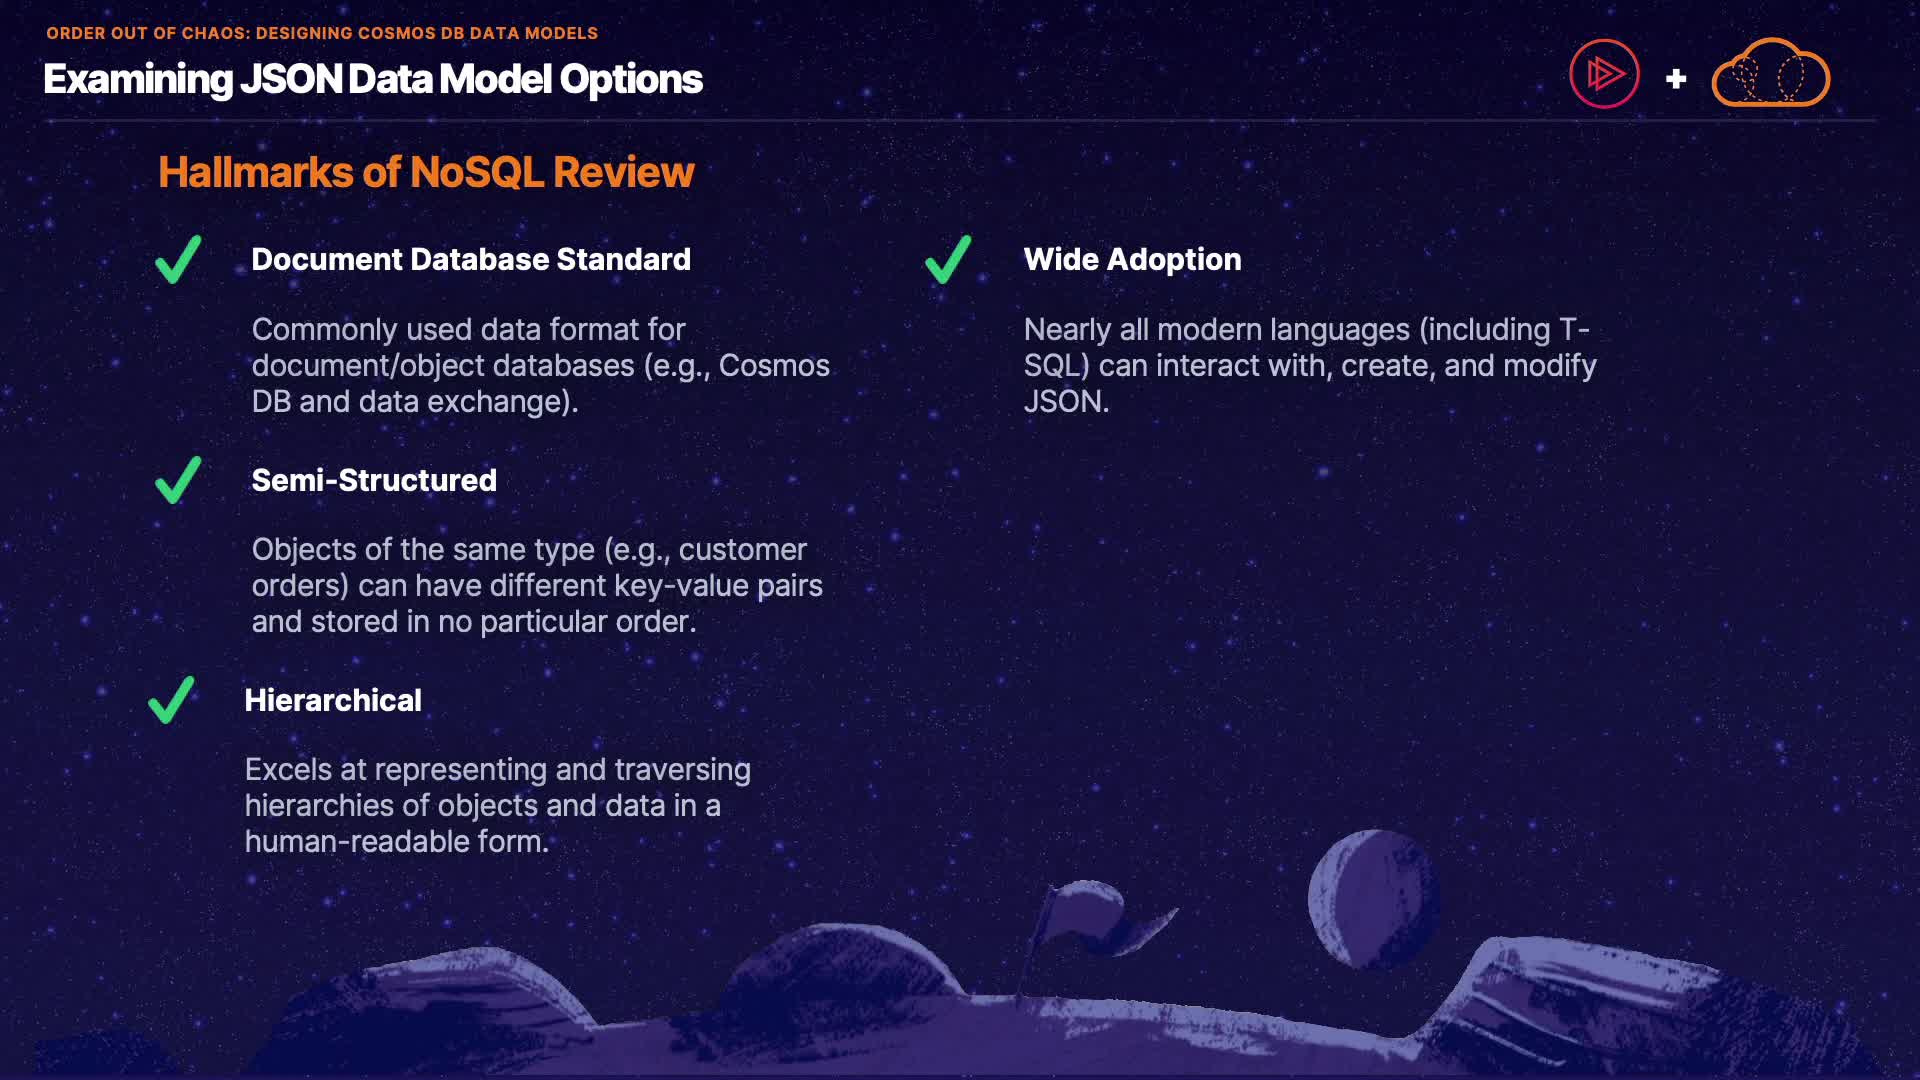 ORDER OUT OF CHAOS: DESIGNING COSMOS DB DATA MODELS
Examining JSON Data Model Options
+
Hallmarks of NoSQL Review
Document Database Standard
Commonly used data format for
document/object databases (e.g., Cosmos
DB and data exchange).
Semi-Structured
Objects of the same type (e.g., customer
orders) can have different key-value pairs
and stored in no particular order.
Hierarchical
Excels at representing and traversing
hierarchies of objects and data in a
human-readable form.
Wide Adoption
Nearly all modern languages (including T-
SQL) can interact with, create, and modify
JSON.